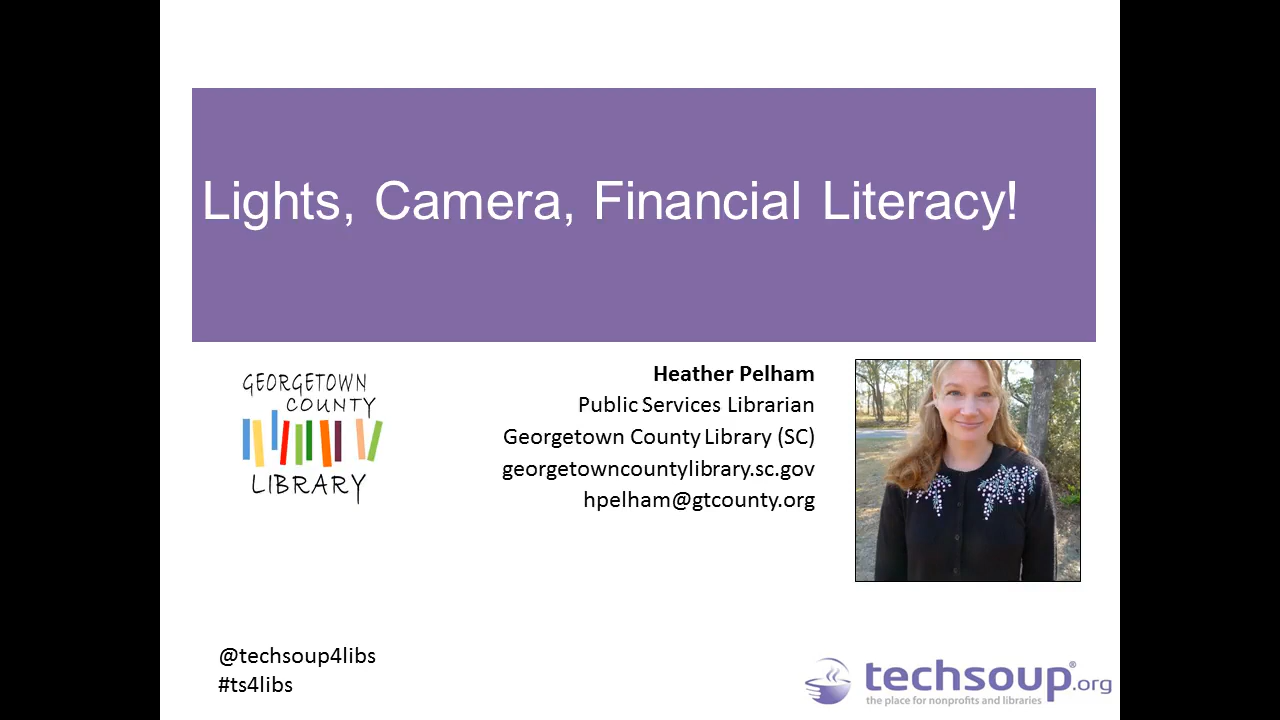 Lights, Camera, Financial Literacy!
GEORGETOWN
COUNTY
LIBRARY
Heather Pelham
Public Services Librarian
Georgetown County Library (SC)
georgetowncountylibrary.sc.gov
hpelham@gtcounty.org
@techsoup4libs
#ts4libs
techsoup®.org
the place for nonprofits and libraries